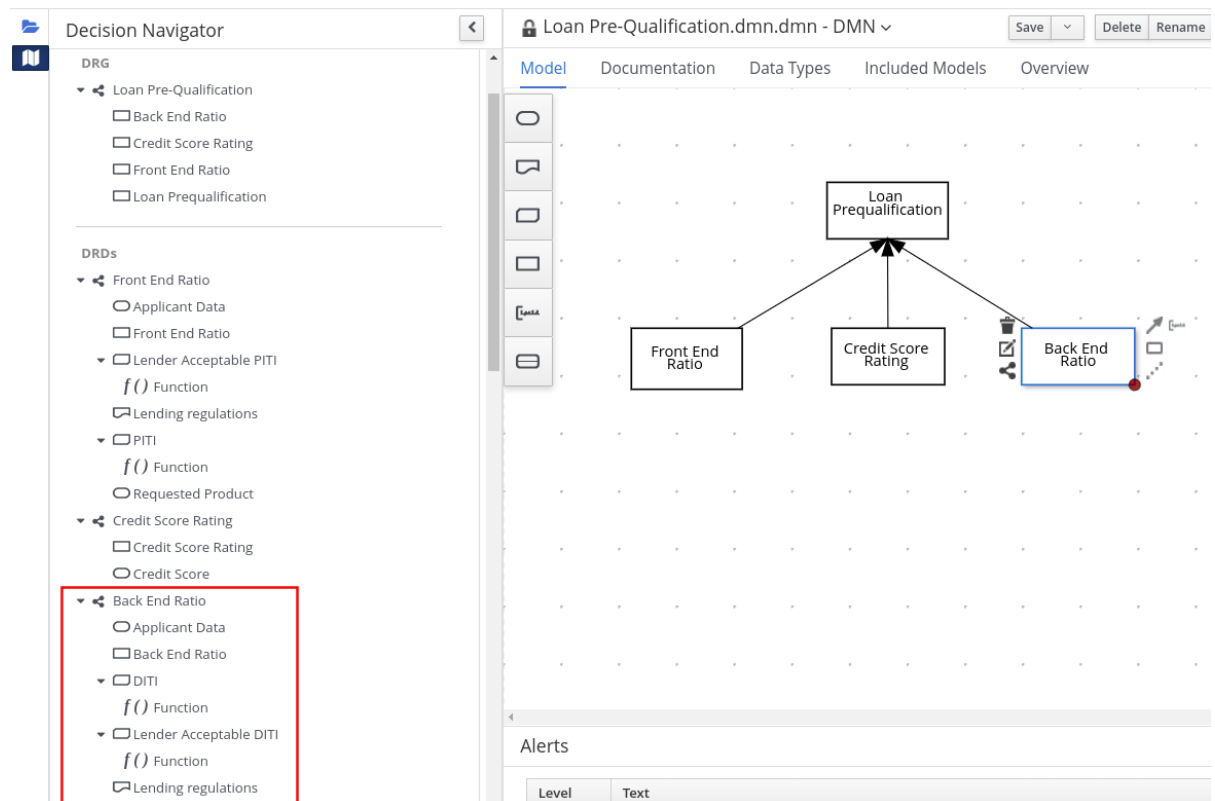 Decision Navigator
DRG
Loan Pre-Qualification
Back End Ratio
Credit Score Rating
Front End Ratio
Loan Prequalification
DRDs
Front End Ratio
Applicant Data
Front End Ratio
Lender Acceptable PITI
f () Function
Lending regulations
PITI
f () Function
Requested Product
Credit Score Rating
Credit Score Rating
Credit Score
Back End Ratio
Applicant Data
Back End Ratio
DITI
f () Function
Lender Acceptable DITI
f () Function
Lending regulations
Loan Pre-Qualification.dmn.dmn - DMN
Save
Delete
Rename
Model Documentation Data Types Included Models Overview
Loan
Prequalification
Front End
Ratio
Credit Score
Rating
Back End
Ratio
Alerts
Level Text